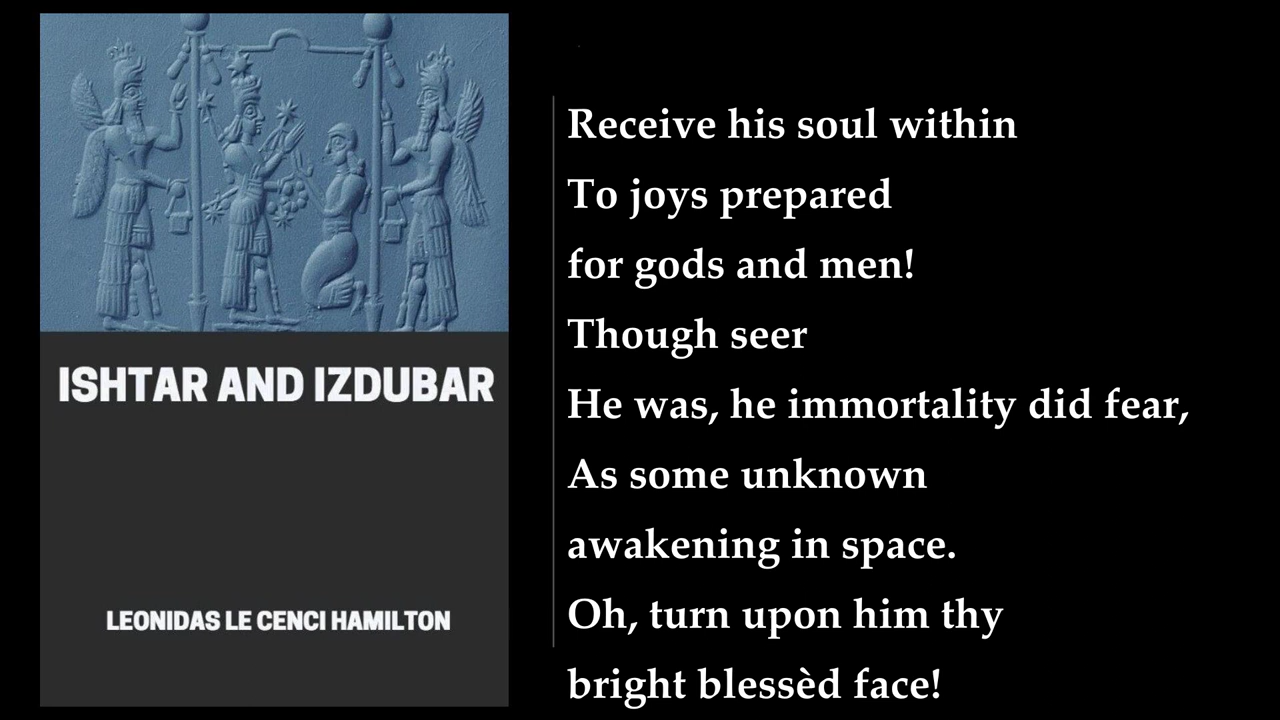 ISHTAR AND IZDUBAR
LEONIDAS LE CENCI HAMILTON
Receive his soul within
To joys prepared
for gods and men!
Though seer
He was, he immortality did fear,
As some unknown
awakening in space.
Oh, turn upon him thy
bright blessèd face!